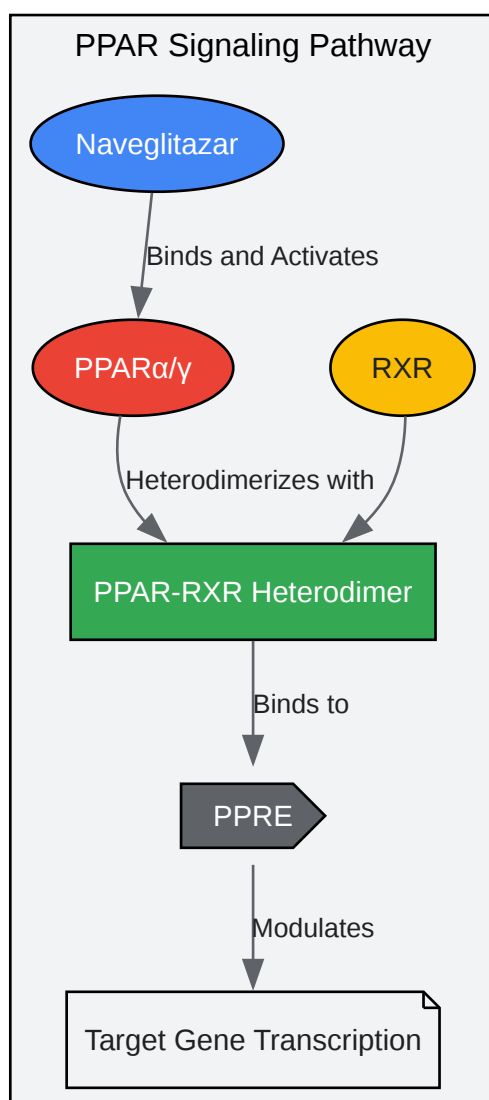 PPAR Signaling Pathway
Naveglitazar
Binds and Activates
PPARα/γ
RXR
Heterodimerizes with
PPAR-RXR Heterodimer
Binds to
PPRE
Modulates
Target Gene Transcription